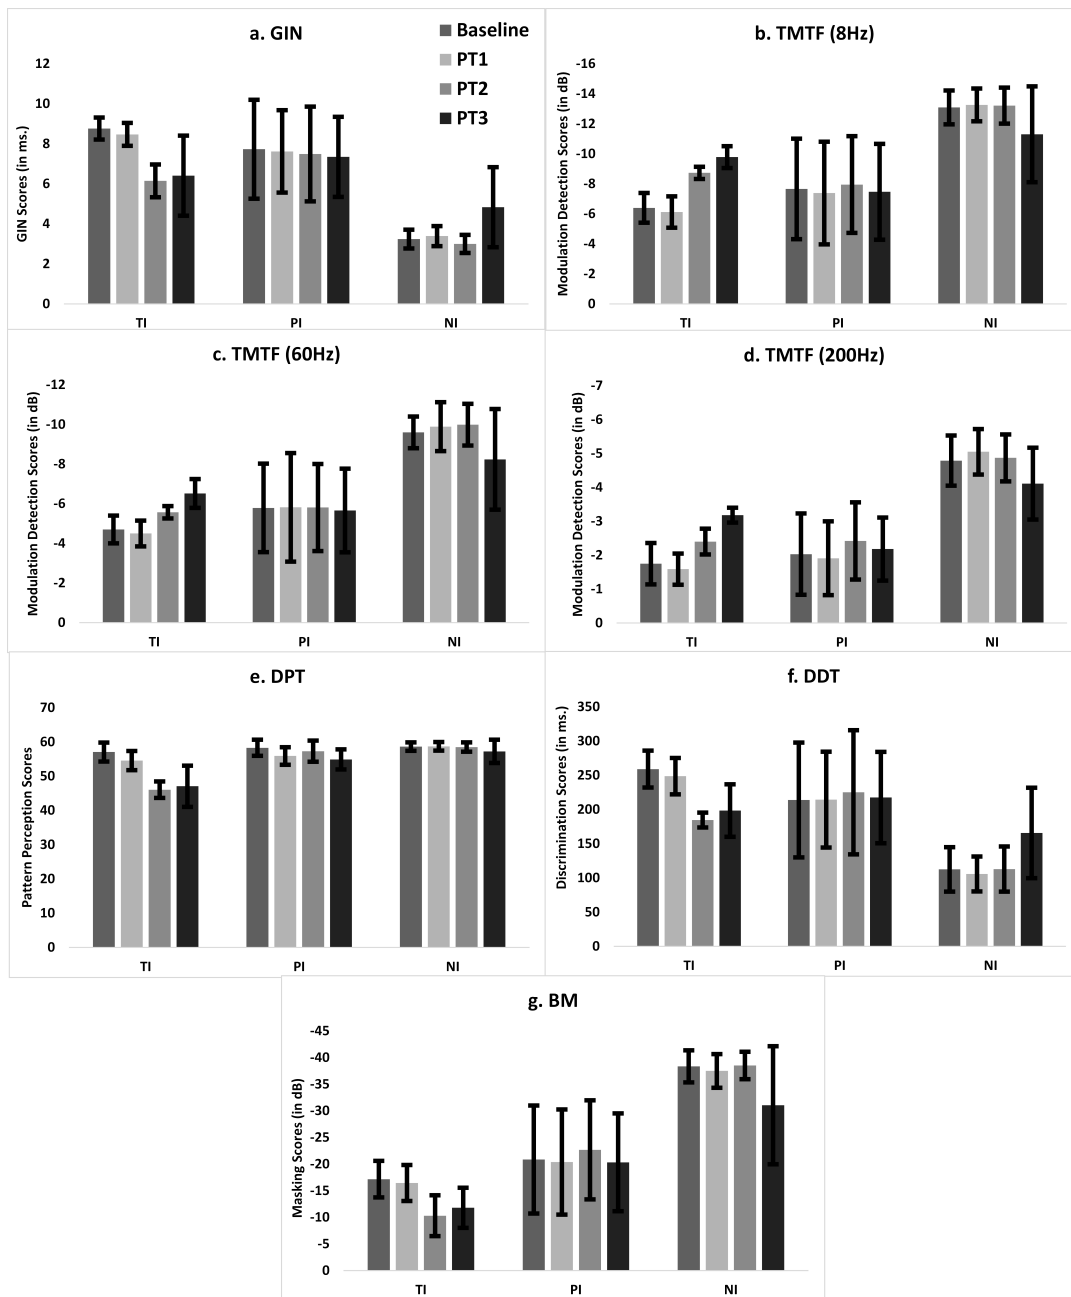 a. GIN
Baseline
PT1
PT2
PT3
GIN Scores (in ms.)
12
10
8
6
4
2
0
TI PI NI
b. TMTF (8Hz)
Modulation Detection Scores (in dB)
-16
-14
-12
-10
-8
-6
-4
-2
0
TI PI NI
c. TMTF (60Hz)
Modulation Detection Scores (in dB)
-12
-10
-8
-6
-4
-2
0
TI PI NI
d. TMTF (200Hz)
Modulation Detection Scores (in dB)
-7
-6
-5
-4
-3
-2
-1
0
TI PI NI
e. DPT
Pattern Perception Scores
70
60
50
40
30
20
10
0
TI PI NI
f. DDT
Discrimination Scores (in ms.)
350
300
250
200
150
100
50
0
TI PI NI
g. BM
Masking Scores (in dB)
-45
-40
-35
-30
-25
-20
-15
-10
-5
0
TI PI NI